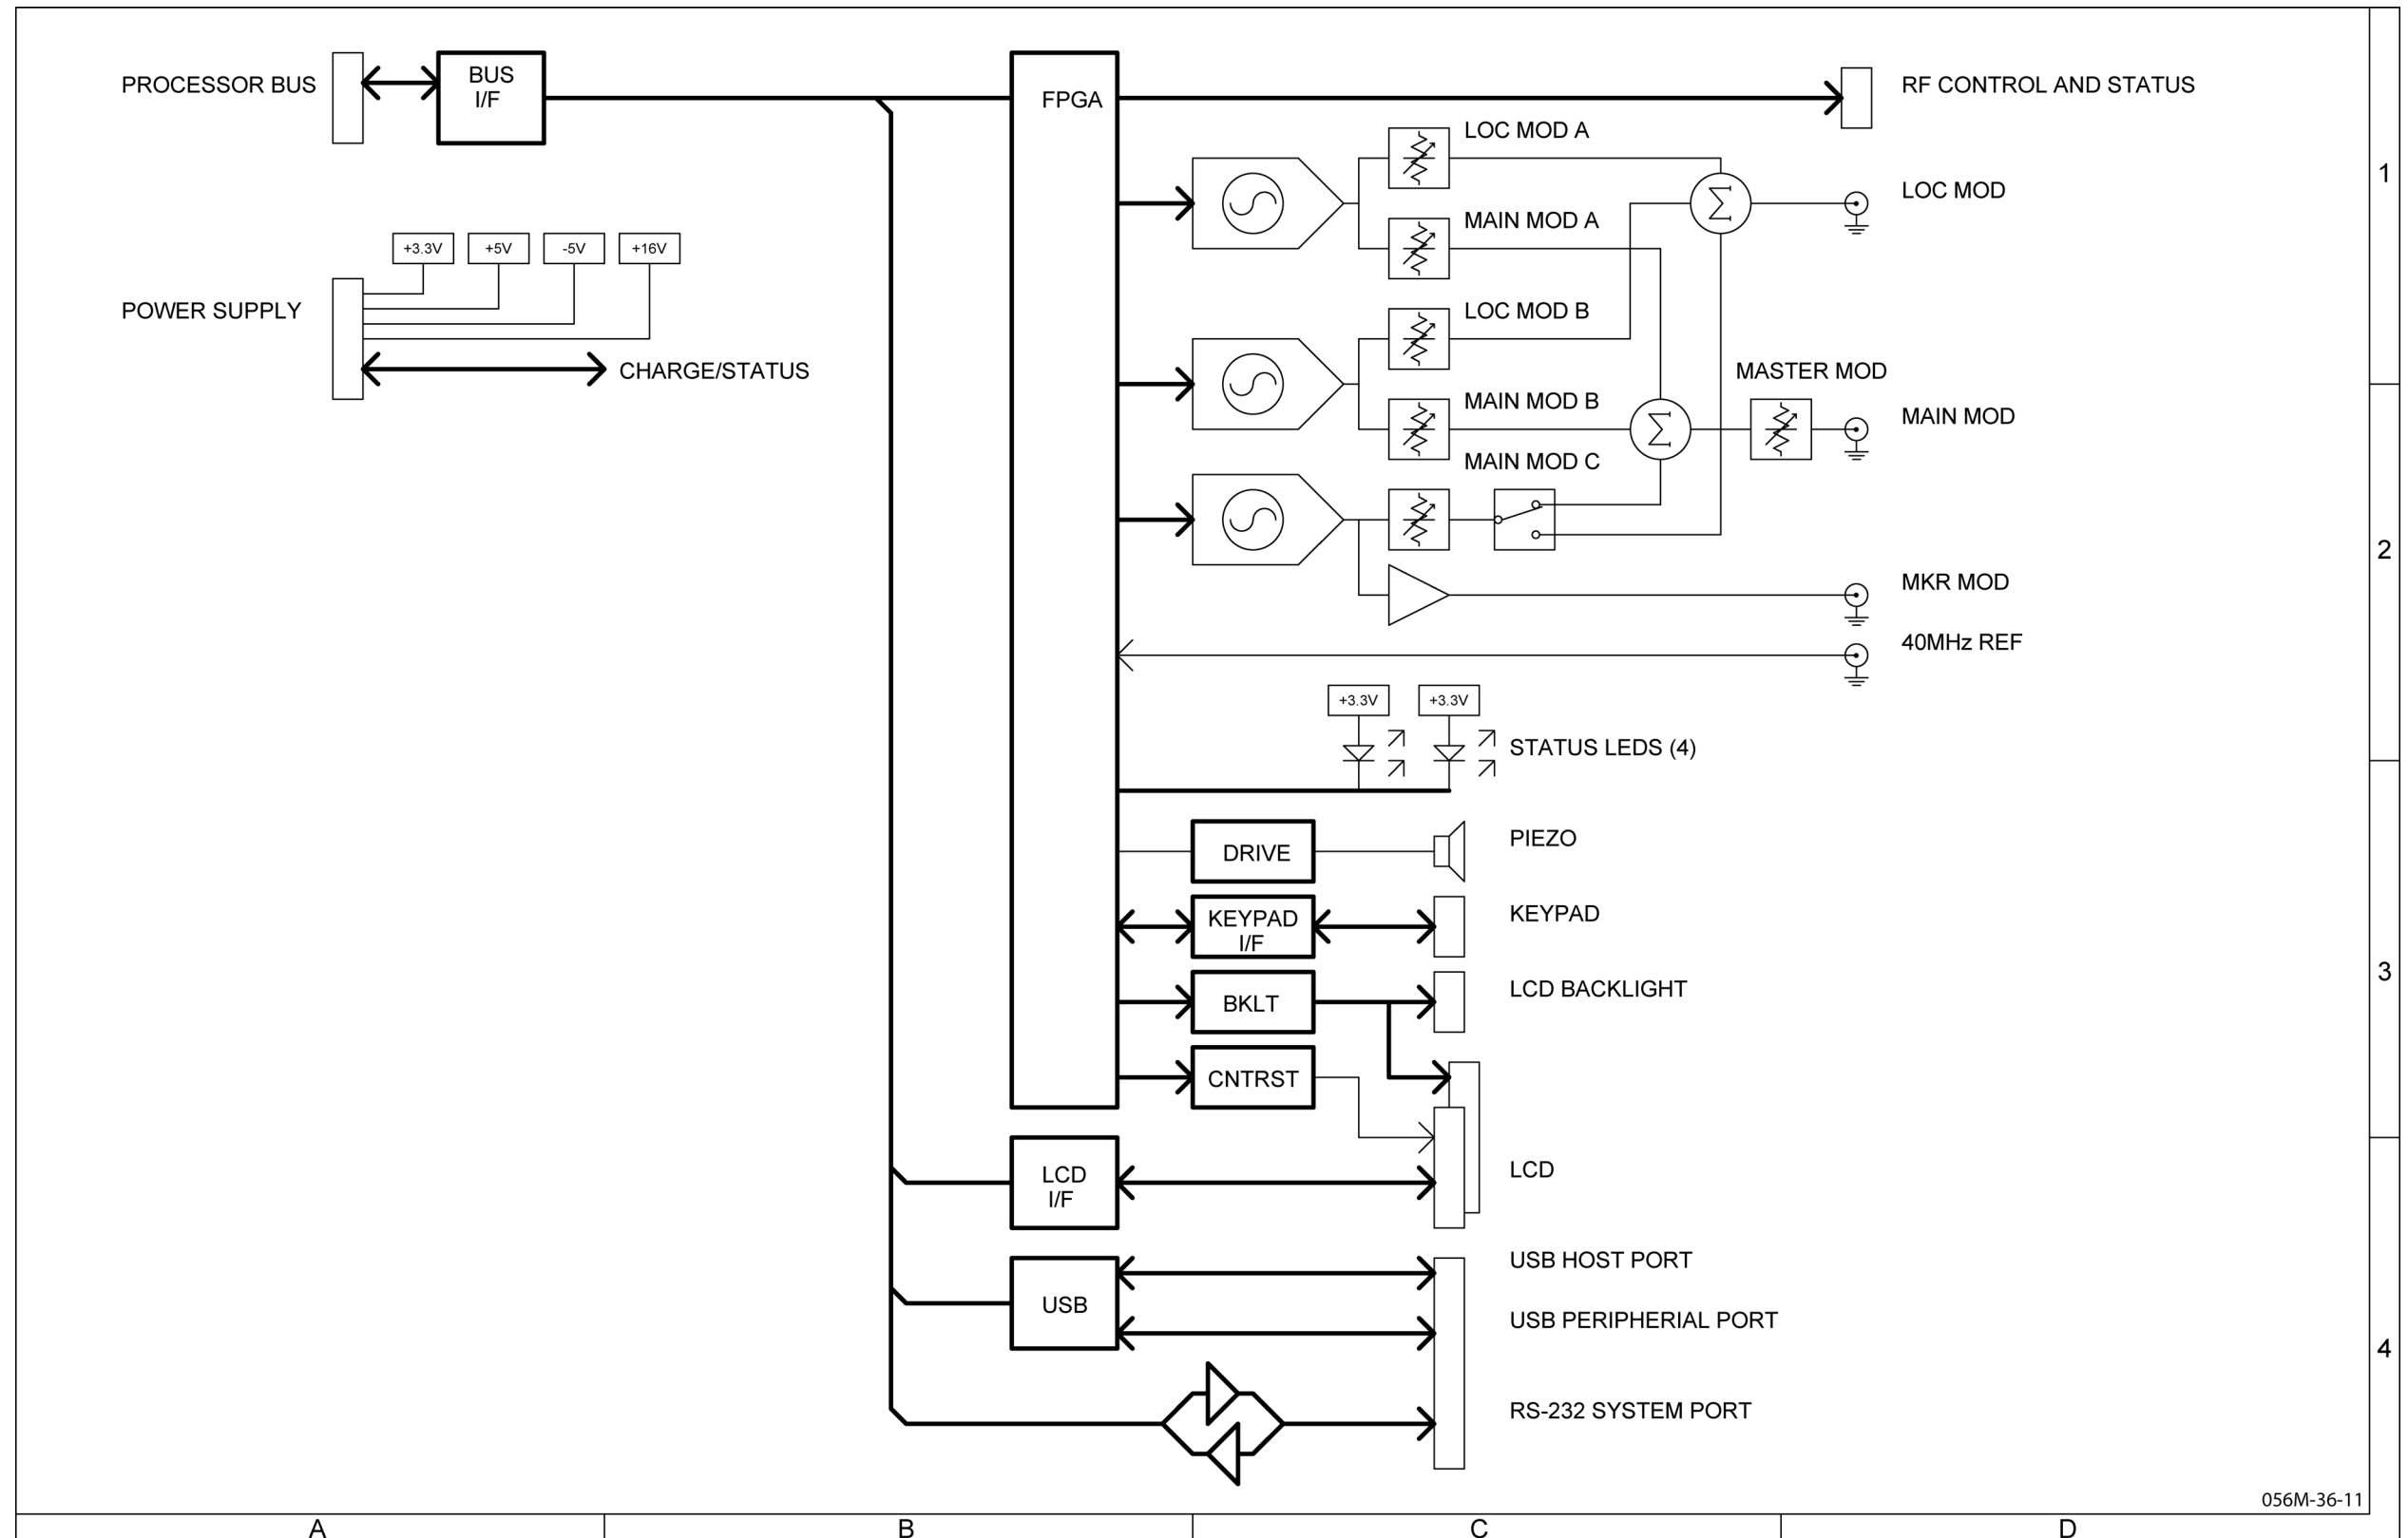 PROCESSOR BUS
BUS
I/F
FPGA
RF CONTROL AND STATUS
LOC MOD A
1
LOC MOD
MAIN MOD A
+3.3V
+5V
-5V
+16V
POWER SUPPLY
LOC MOD B
CHARGE/STATUS
MASTER MOD
MAIN MOD B
MAIN MOD
MAIN MOD C
2
MKR MOD
40MHz REF
+3.3V
+3.3V
STATUS LEDS (4)
PIEZO
DRIVE
KEYPAD
I/F
KEYPAD
3
LCD BACKLIGHT
BKLT
CNTRST
LCD
I/F
LCD
USB HOST PORT
USB
USB PERIPHERIAL PORT
4
RS-232 SYSTEM PORT
056M-36-11
A
B
C
D